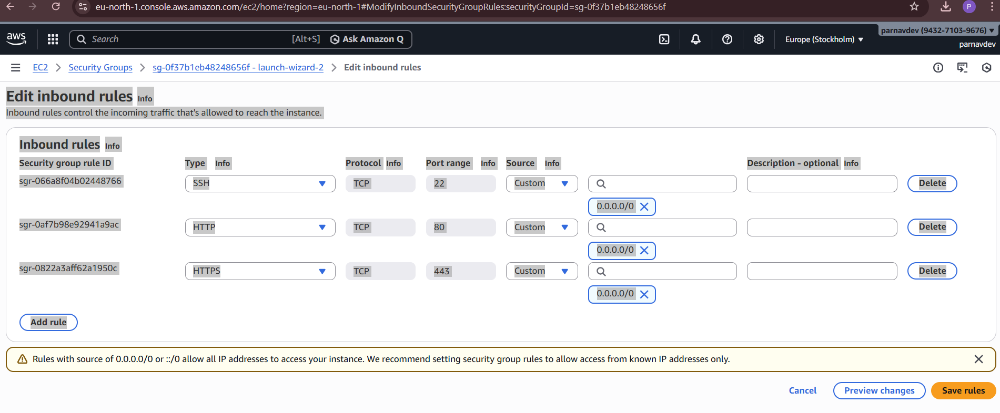 eu-north-1.console.aws.amazon.com/ec2/home?region=eu-north-1#ModifyInboundSecurityGroupRules:securityGroupId=sg-0f37b1eb48248656f
P
aws
Search
[Alt+S]
Ask Amazon Q
Europe (Stockholm)
parnavdev (9432-7103-9676)
parnavdev
EC2
Security Groups
sg-0f37b1eb48248656f - launch-wizard-2
Edit inbound rules
Edit inbound rules Info
Inbound rules control the incoming traffic that's allowed to reach the instance.
Inbound rules Info
Security group rule ID Type Info Protocol Info Port range Info Source Info Description - optional Info
sgr-066a8f04b02448766 SSH TCP 22 Custom Delete
0.0.0.0/0
sgr-0af7b98e92941a9ac HTTP TCP 80 Custom Delete
0.0.0.0/0
sgr-0822a3aff62a1950c HTTPS TCP 443 Custom Delete
0.0.0.0/0
Add rule
Rules with source of 0.0.0.0/0 or ::/0 allow all IP addresses to access your instance. We recommend setting security group rules to allow access from known IP addresses only.
Cancel Preview changes Save rules